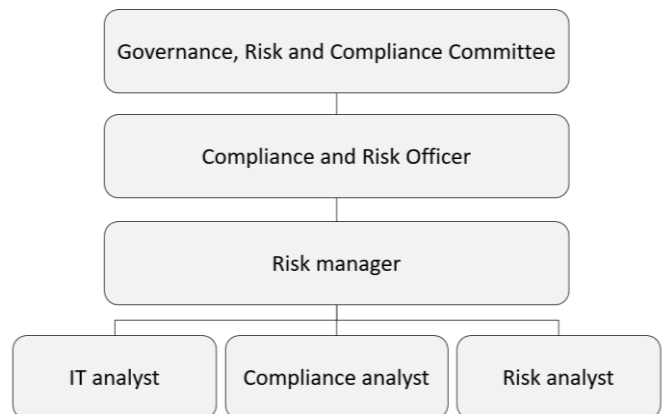 Governance, Risk and Compliance Committee
Compliance and Risk Officer
Risk manager
IT analyst
Compliance analyst
Risk analyst